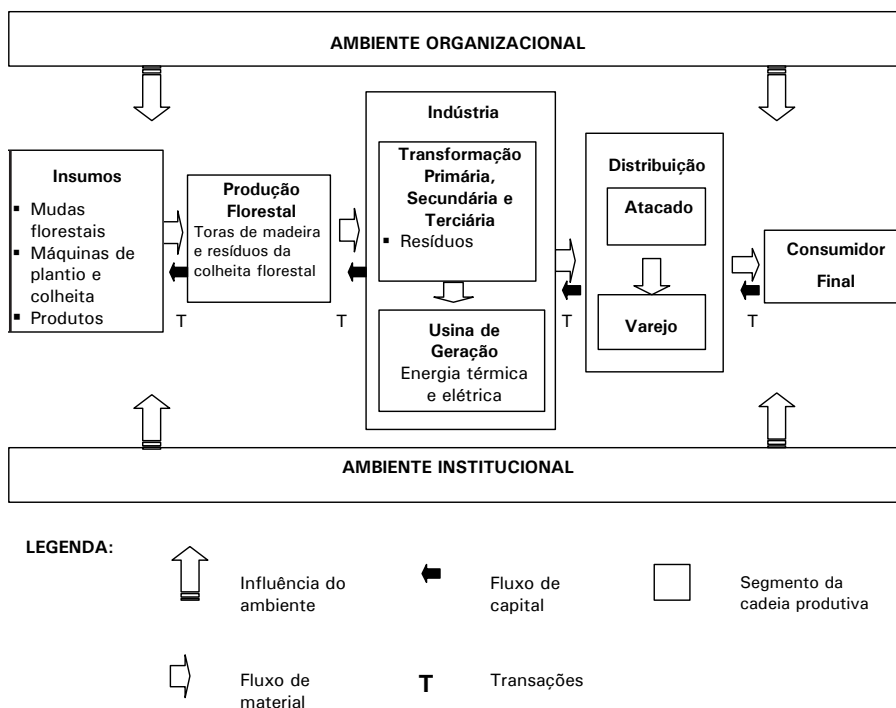 AMBIENTE ORGANIZACIONAL
Insumos
▪ Mudas
florestais
▪ Máquinas de
plantio e
colheita
▪ Produtos
T
Produção
Florestal
Toras de madeira
e resíduos da
colheita florestal
T
Indústria
Transformação
Primária,
Secundária e
Terciária
▪ Resíduos
Usina de
Geração
Energia térmica
e elétrica
T
Distribuição
Atacado
Varejo
T
Consumidor
Final
AMBIENTE INSTITUCIONAL
LEGENDA:
Influência do
ambiente
Fluxo de
capital
Segmento da
cadeia produtiva
Fluxo de
material
T
Transações